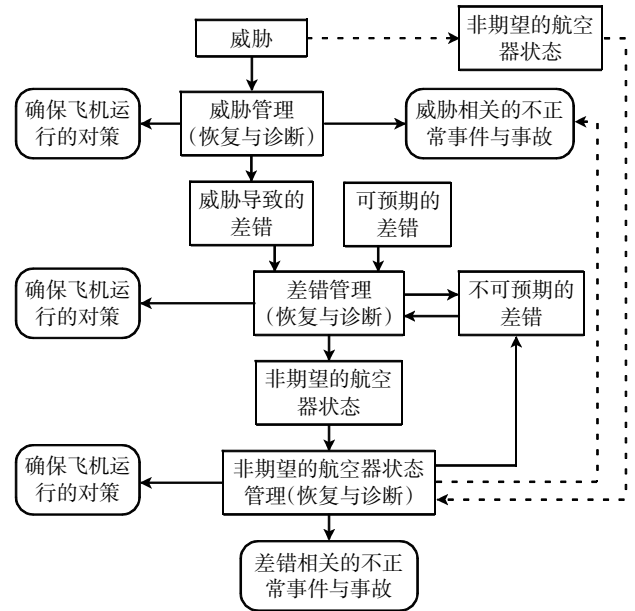 威胁
非期望的航空
器状态
确保飞机运
行的对策
威胁管理
(恢复与诊断)
威胁相关的不正
常事件与事故
威胁导致的
差错
可预期的
差错
确保飞机运
行的对策
差错管理
(恢复与诊断)
不可预期的
差错
非期望的航空
器状态
确保飞机运
行的对策
非期望的航空器状态
管理(恢复与诊断)
差错相关的不正
常事件与事故